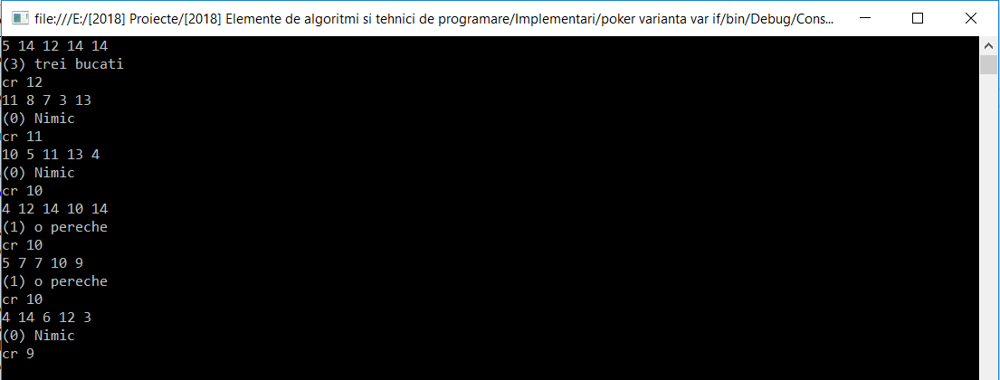 file:///E:/[2018] Proiecte/[2018] Elemente de algoritmi si tehnici de programare/Implementari/poker varianta var if/bin/Debug/Cons...
5 14 12 14 14
(3) trei bucati
cr 12
11 8 7 3 13
(0) Nimic
cr 11
10 5 11 13 4
(0) Nimic
cr 10
4 12 14 10 14
(1) o pereche
cr 10
5 7 7 10 9
(1) o pereche
cr 10
4 14 6 12 3
(0) Nimic
cr 9